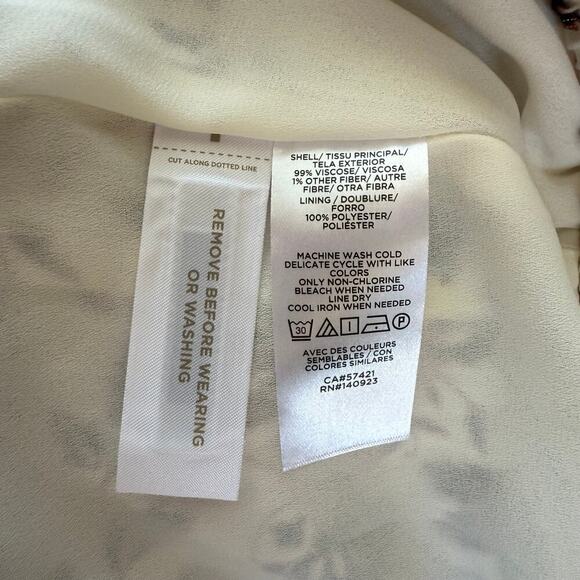 CUT ALONG DOTTED LINE
REMOVE BEFORE WEARING
OR WASHING
SHELL/ TISSU PRINCIPAL/
TELA EXTERIOR
99% VISCOSE/ VISCOSA
1% OTHER FIBER/ AUTRE
FIBRE/ OTRA FIBRA
LINING / DOUBLURE/
FORRO
100% POLYESTER/
POLIÉSTER
MACHINE WASH COLD
DELICATE CYCLE WITH LIKE
COLORS
ONLY NON-CHLORINE
BLEACH WHEN NEEDED
LINE DRY
COOL IRON WHEN NEEDED
30 P
AVEC DES COULEURS
SEMBLABLES / CON
COLORES SIMILARES
CA#57421
RN#140923